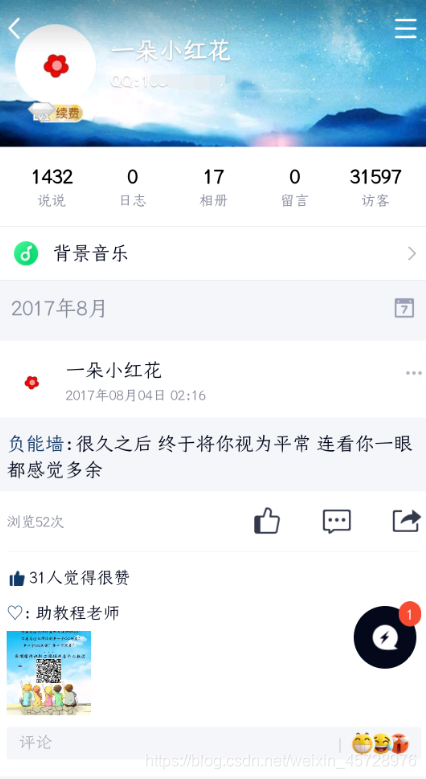 一朵小红花
QQ:1
LV1 续费
1432 0 17 0 31597
说说 日志 相册 留言 访客
背景音乐
2017年8月
7
一朵小红花
2017年08月04日 02:16
负能墙:很久之后 终于将你视为平常 连看你一眼
都感觉多余
浏览52次
31人觉得很赞
♡: 助教程老师
1
评论
https://blog.csdn.net/weixin_45728976